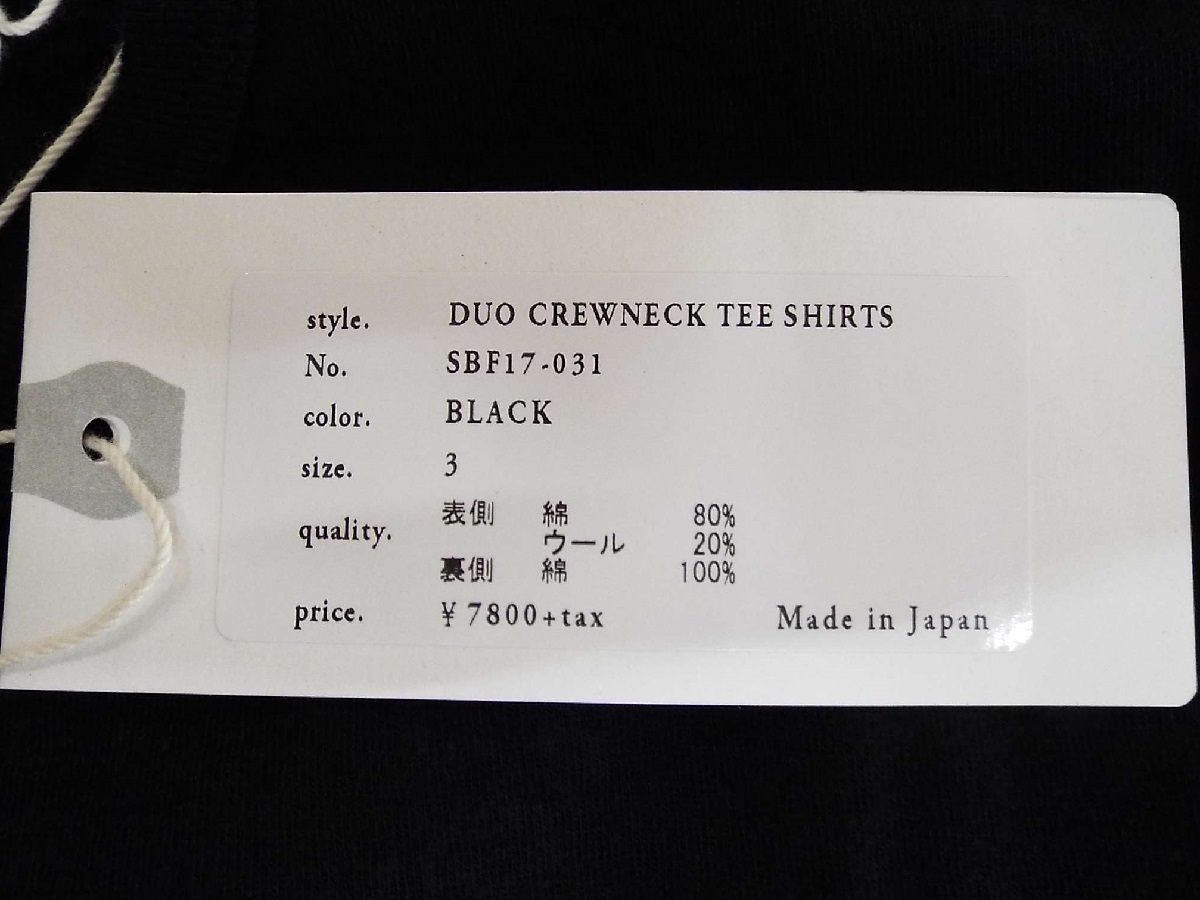 style. DUO CREWNECK TEE SHIRTS
No. SBF17-031
color. BLACK
size. 3
quality. 表側 綿 80%
ウール 20%
裏側 綿 100%
price. ¥7800+tax Made in Japan